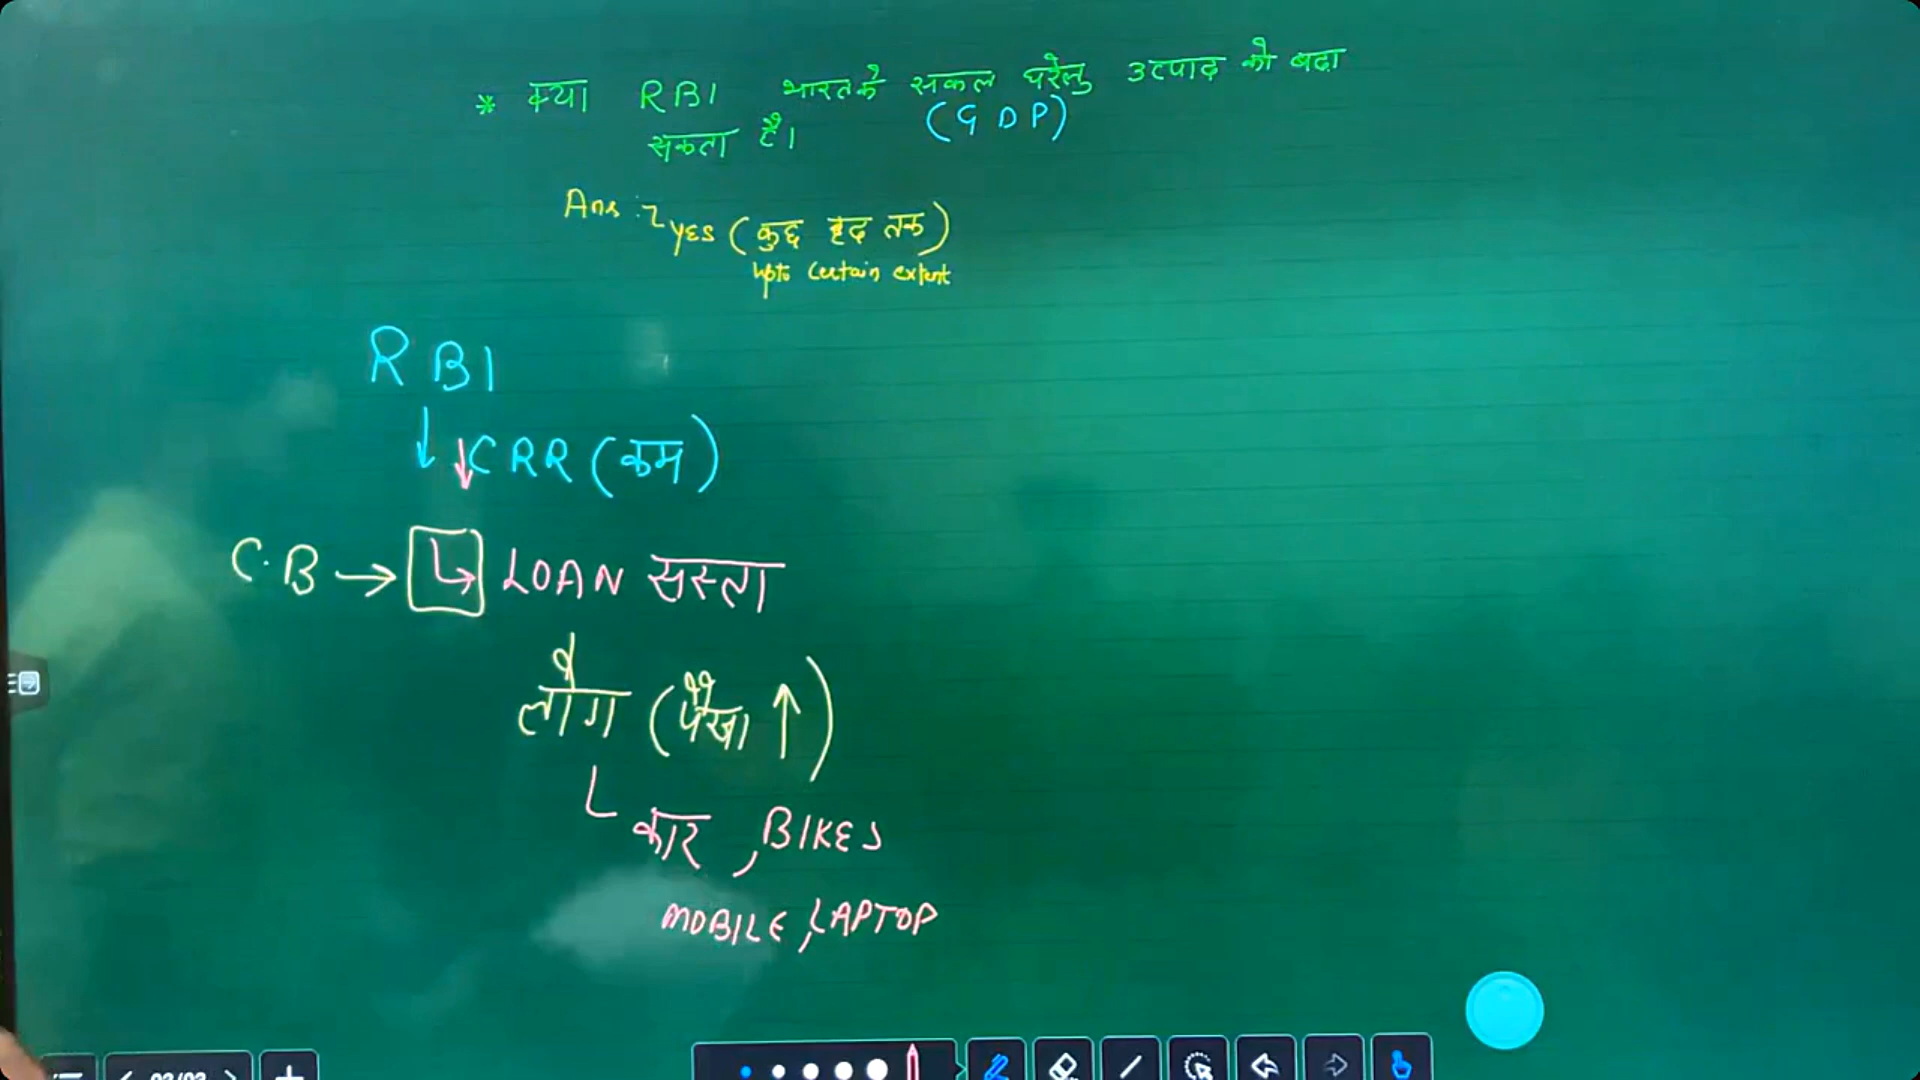 * क्या RBI भारत के सकल घरेलु उत्पाद को बढ़ा
सकता है। (GDP)
Ans :- Yes (कुछ हद तक)
upto certain extent
RBI
↓ ↓CRR (कम)
C.B → ↳ LOAN सस्ता
लोग (पैसा ↑)
कार, BIKES
MOBILE, LAPTOP